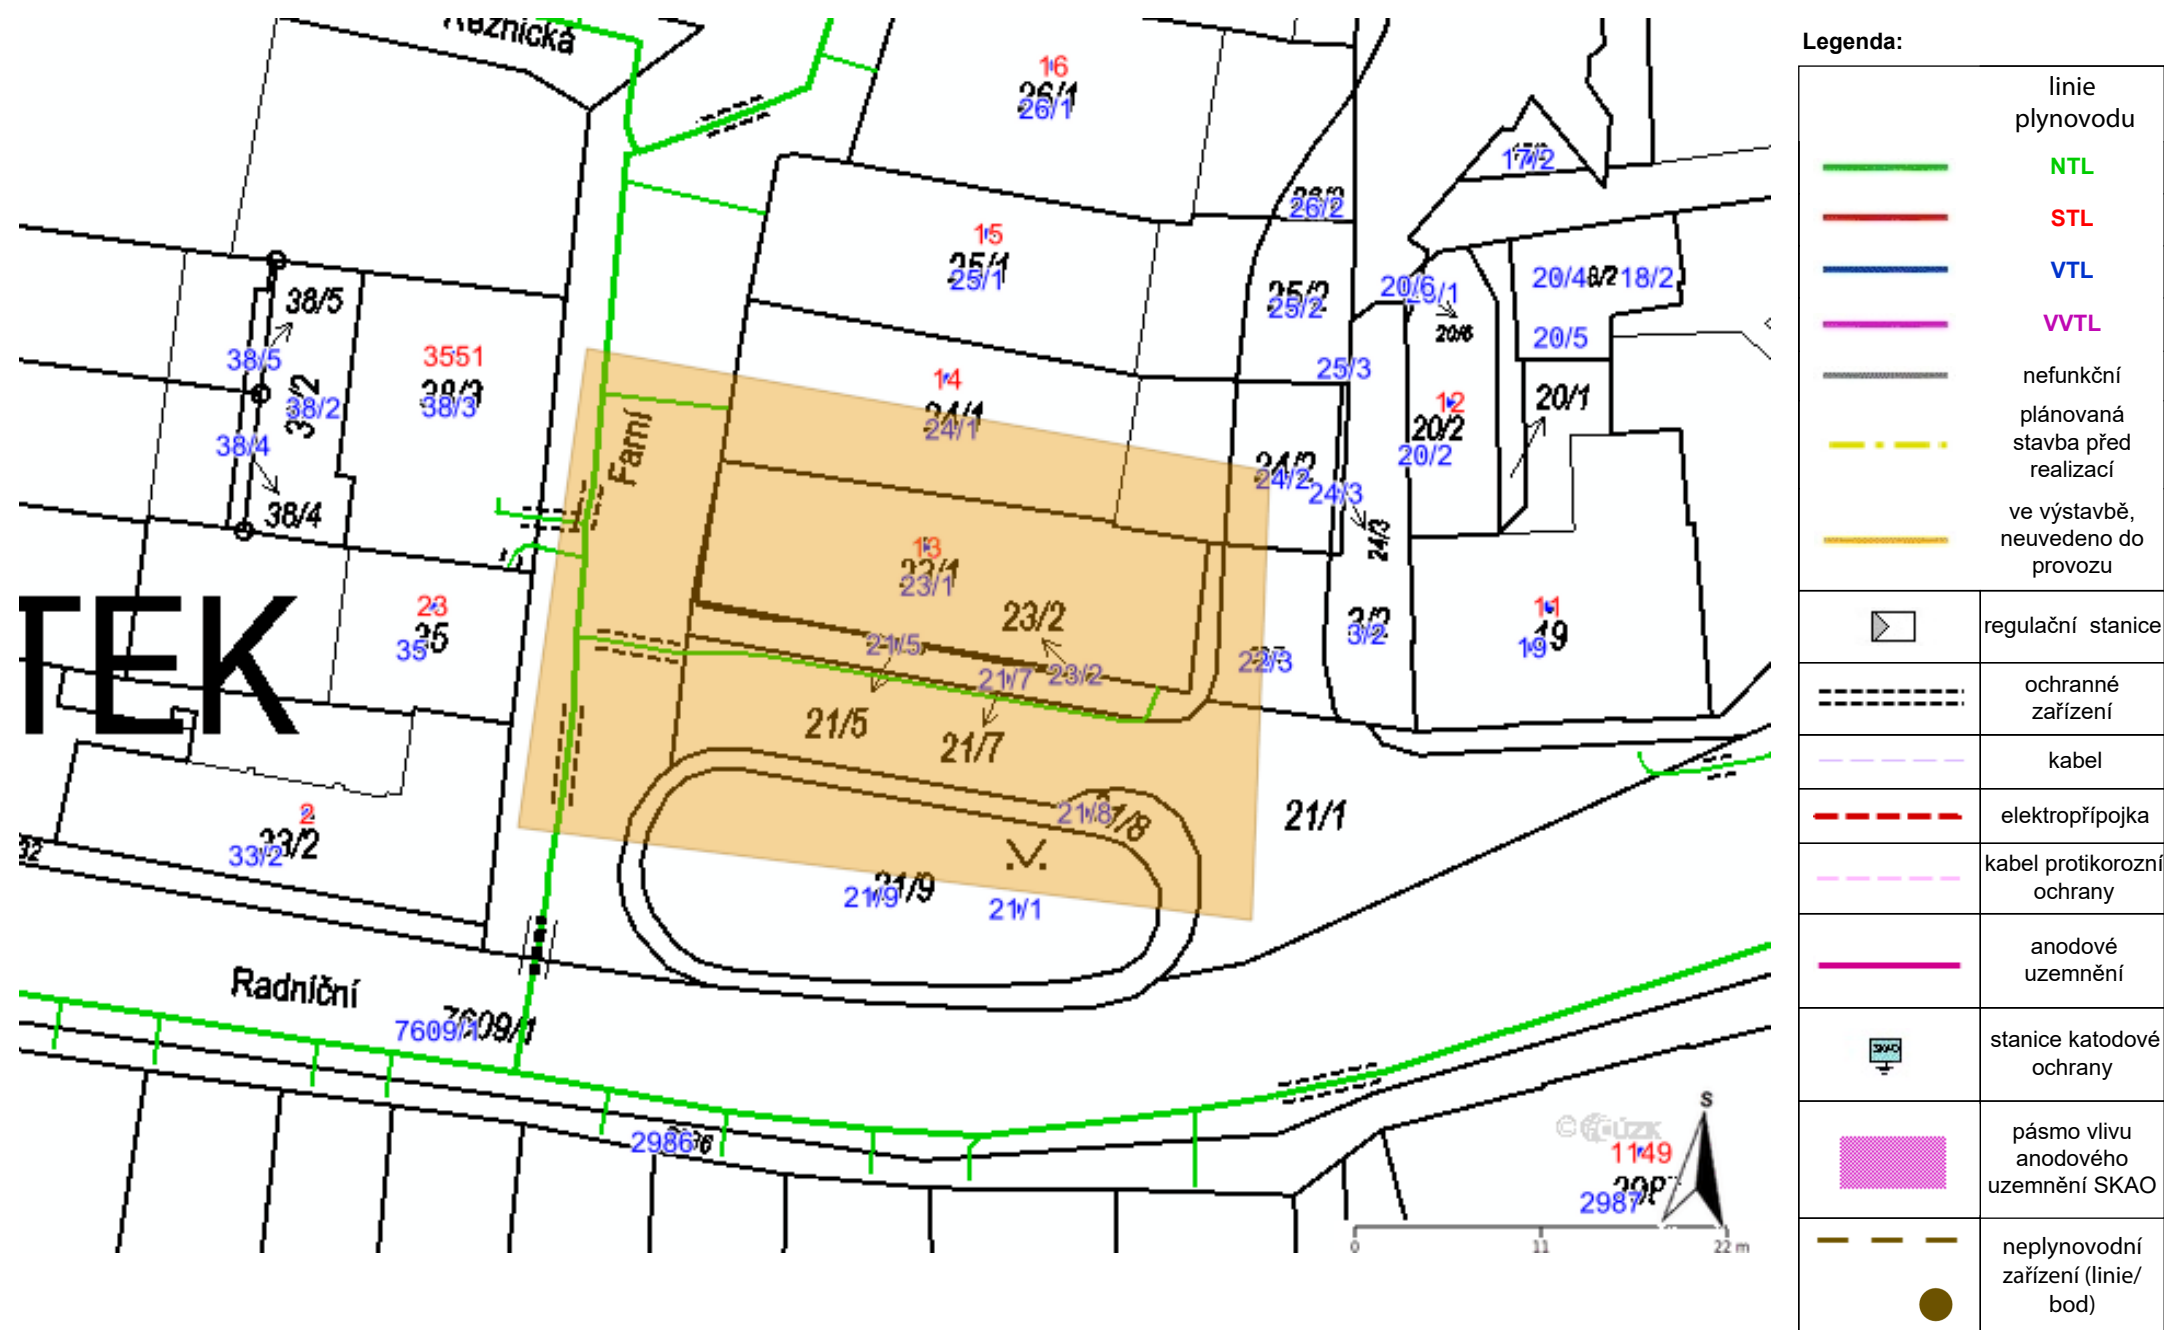 Řeznická
16
26/1
26/1
17/2
26/2
15
25/1
25/1
25/2
25/2
20/6
20/6
20/4
18/2
20/5
38/5
38/5
3551
38/3
38/3
38/2
38/4
38/4
25/3
14
24/1
24/1
24/2
24/2
24/3
24/3
12
20/2
20/2
20/1
Farní
13
23/1
23/1
23/2
23/2
TEK
23
35
35
21/5
21/5
21/7
21/7
22/3
3/2
3/2
11
19
19
2
33/2
33/2
32
21/8
21/8
21/1
21/9
21/9
21/1
Radníční
7609/1
7609/1
2986
1149
2987
S
© ČÚZK
0 11 22 m
Legenda:
linie
plynovodu
NTL
STL
VTL
VVTL
nefunkční
plánovaná
stavba před
realizací
ve výstavbě,
neuvedeno do
provozu
regulační stanice
ochranné
zařízení
kabel
elektropřípojka
kabel protikorozní
ochrany
anodové
uzemnění
SKAO
stanice katodové
ochrany
pásmo vlivu
anodového
uzemnění SKAO
neplynovodní
zařízení (linie/
bod)